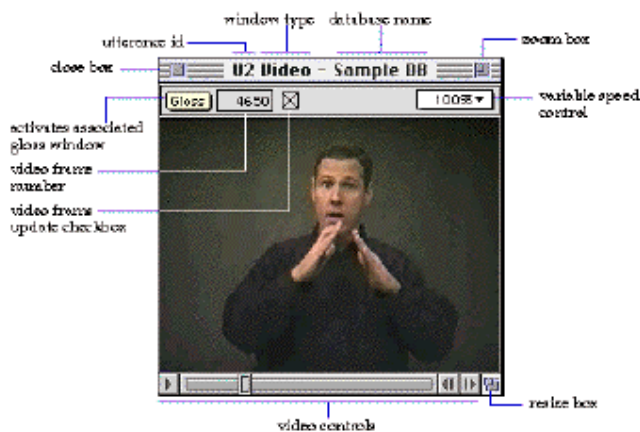 window type database name
utterence id
zoom box
close box
U2 Video - Sample DB
Gloss 4650 100%
variable speed
control
activates associated
gloss window
video frame
number
video frame
update checkbox
resize box
video controls